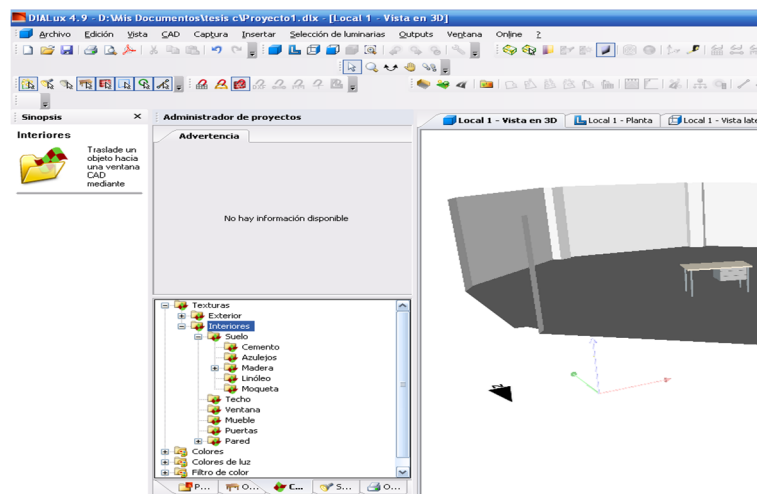 DIALux 4.9 - D:\Mis Documentos\tesis c\Proyecto1.dlx - [Local 1 - Vista en 3D]
Archivo Edición Vista CAD Captura Insertar Selección de luminarias Outputs Ventana Online ?
Sinopsis
Interiores
Traslade un
objeto hacia
una ventana
CAD
mediante
Administrador de proyectos
Advertencia
No hay información disponible
Texturas
Exterior
Interiores
Suelo
Cemento
Azulejos
Madera
Linóleo
Moqueta
Techo
Ventana
Mueble
Puertas
Pared
Colores
Colores de luz
Filtro de color
P... O... C... S... O...
Local 1 - Vista en 3D Local 1 - Planta Local 1 - Vista late